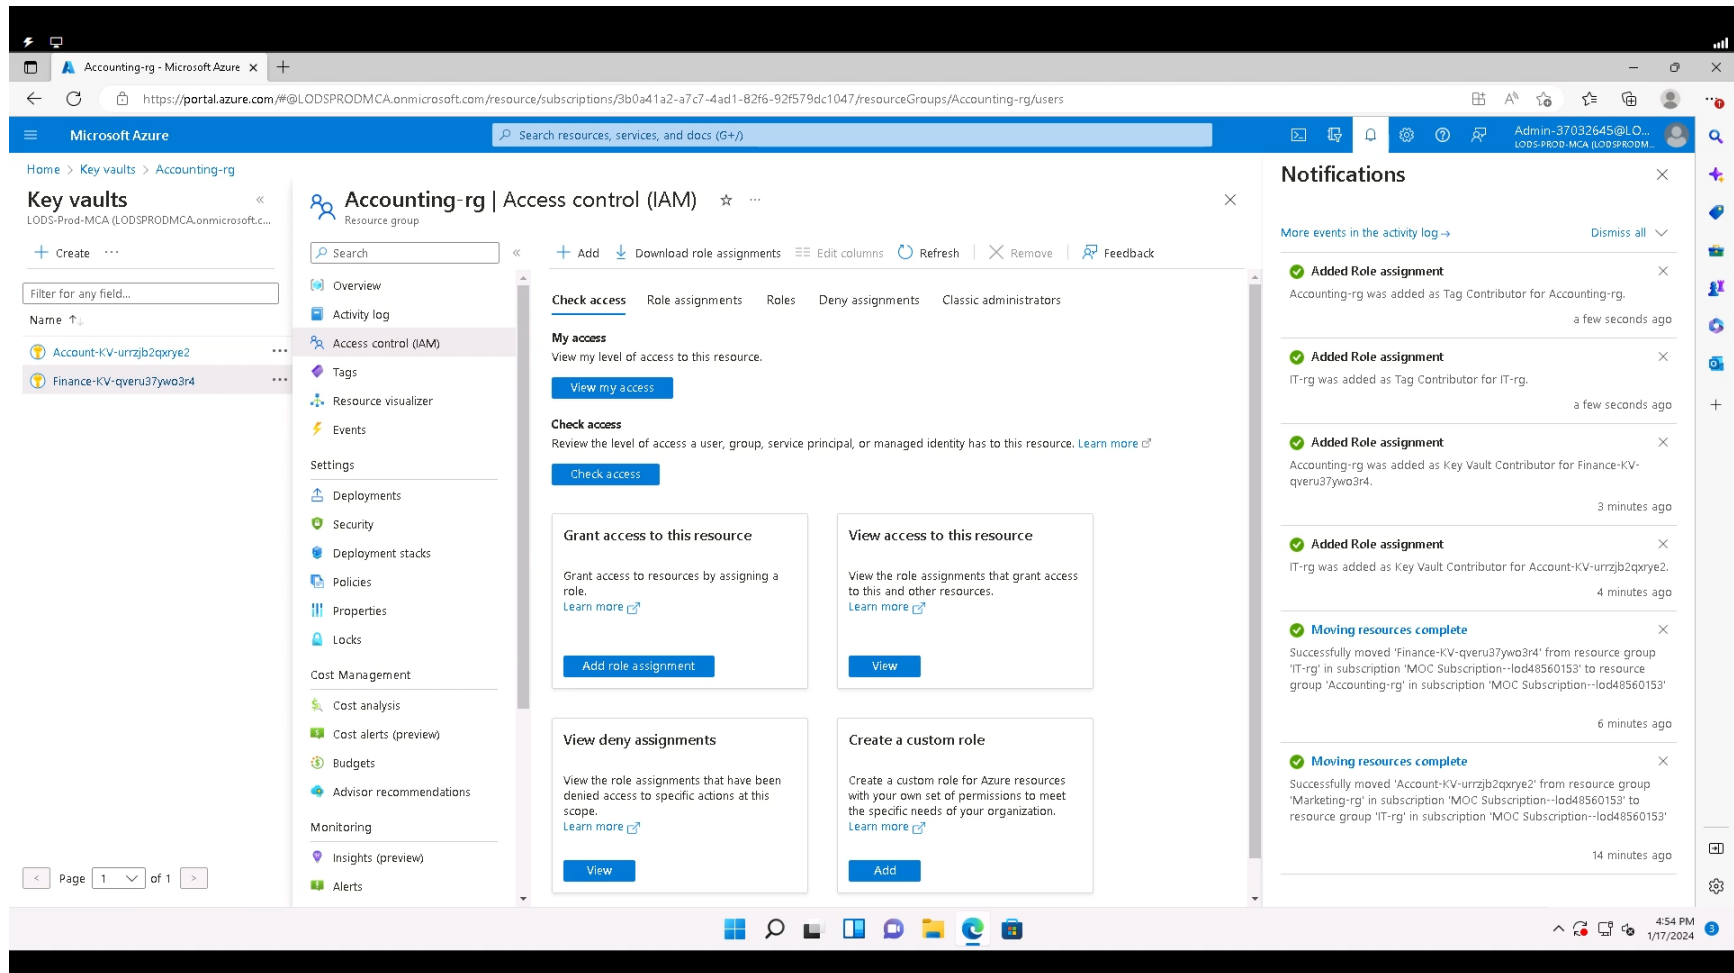 Accounting-rg - Microsoft Azure
https://portal.azure.com/#@LODSPRODMCA.onmicrosoft.com/resource/subscriptions/3b0a41a2-a7c7-4ad1-82f6-92f579dc1047/resourceGroups/Accounting-rg/users
Microsoft Azure
Search resources, services, and docs (G+/)
Admin-37032645@LO...
LODS-PROD-MCA (LODSPRODM...
Home > Key vaults > Accounting-rg
Key vaults
LODS-Prod-MCA (LODSPRODMCA.onmicrosoft.c...
Create
Filter for any field...
Name
Account-KV-urrzjb2qxrye2
Finance-KV-qveru37ywo3r4
Page 1 of 1
Accounting-rg | Access control (IAM)
Resource group
Search
Overview
Activity log
Access control (IAM)
Tags
Resource visualizer
Events
Settings
Deployments
Security
Deployment stacks
Policies
Properties
Locks
Cost Management
Cost analysis
Cost alerts (preview)
Budgets
Advisor recommendations
Monitoring
Insights (preview)
Alerts
Add Download role assignments Edit columns Refresh Remove Feedback
Check access Role assignments Roles Deny assignments Classic administrators
My access
View my level of access to this resource.
View my access
Check access
Review the level of access a user, group, service principal, or managed identity has to this resource. Learn more
Check access
Grant access to this resource
Grant access to resources by assigning a
role.
Learn more
Add role assignment
View access to this resource
View the role assignments that grant access
to this and other resources.
Learn more
View
View deny assignments
View the role assignments that have been
denied access to specific actions at this
scope.
Learn more
View
Create a custom role
Create a custom role for Azure resources
with your own set of permissions to meet
the specific needs of your organization.
Learn more
Add
Notifications
More events in the activity log → Dismiss all
Added Role assignment
Accounting-rg was added as Tag Contributor for Accounting-rg.
a few seconds ago
Added Role assignment
IT-rg was added as Tag Contributor for IT-rg.
a few seconds ago
Added Role assignment
Accounting-rg was added as Key Vault Contributor for Finance-KV-
qveru37ywo3r4.
3 minutes ago
Added Role assignment
IT-rg was added as Key Vault Contributor for Account-KV-urrzjb2qxrye2.
4 minutes ago
Moving resources complete
Successfully moved 'Finance-KV-qveru37ywo3r4' from resource group
'IT-rg' in subscription 'MOC Subscription--lod48560153' to resource
group 'Accounting-rg' in subscription 'MOC Subscription--lod48560153'
6 minutes ago
Moving resources complete
Successfully moved 'Account-KV-urrzjb2qxrye2' from resource group
'Marketing-rg' in subscription 'MOC Subscription--lod48560153' to
resource group 'IT-rg' in subscription 'MOC Subscription--lod48560153'
14 minutes ago
4:54 PM
1/17/2024
3